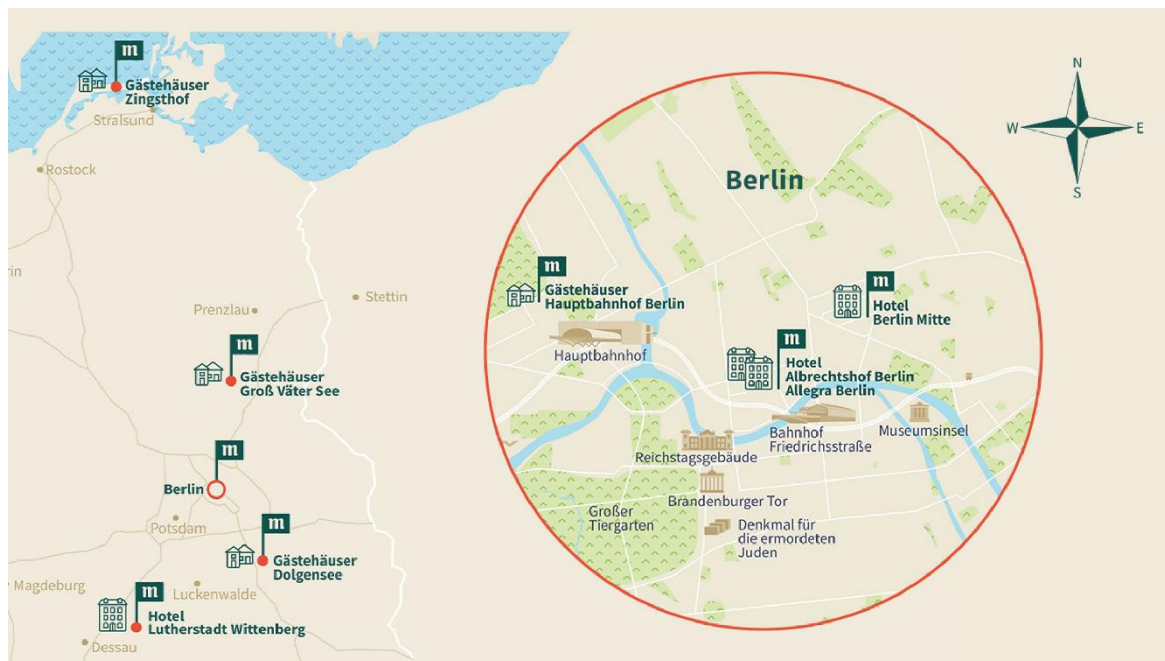 m
Gästehäuser
Zingsthof
Stralsund
Rostock
rin
Prenzlau
Stettin
m
Gästehäuser
Groß Väter See
m
Berlin
Potsdam
m
Gästehäuser
Dolgensee
Magdeburg
Luckenwalde
m
Hotel
Lutherstadt Wittenberg
Dessau
Berlin
m
Gästehäuser
Hauptbahnhof Berlin
Hauptbahnhof
m
Hotel
Berlin Mitte
m
Hotel
Albrechtshof Berlin
Allegra Berlin
Bahnhof
Friedrichsstraße
Museumsinsel
Reichstagsgebäude
Brandenburger Tor
Großer
Tiergarten
Denkmal für
die ermordeten
Juden
N
W
E
S